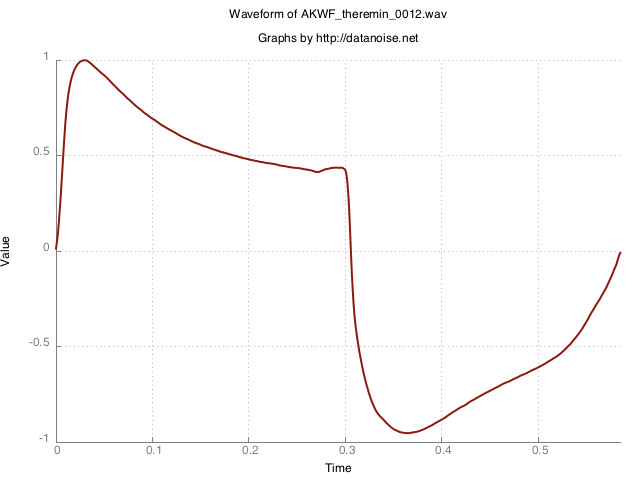 Waveform of AKWF_theremin_0012.wav
Graphs by http://datanoise.net
1
0.5
0
-0.5
-1
Value
0 0.1 0.2 0.3 0.4 0.5
Time